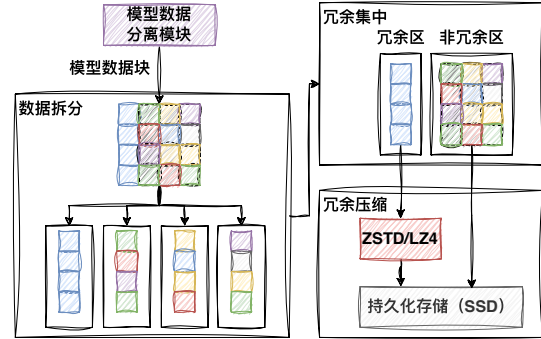 模型数据
分离模块
模型数据块
数据拆分
冗余集中
冗余区
非冗余区
冗余压缩
ZSTD/LZ4
持久化存储（SSD）